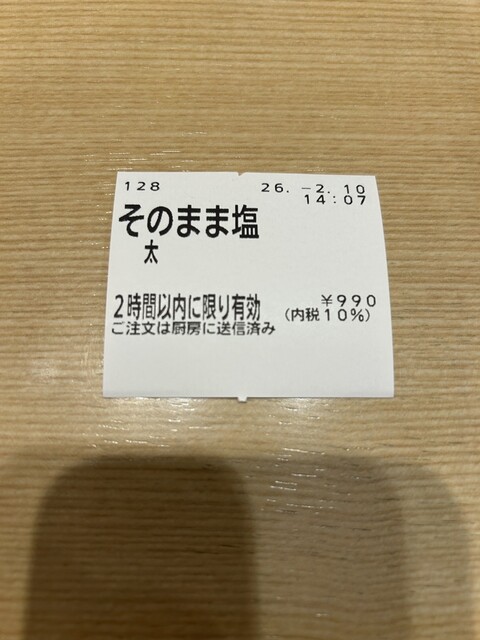 128 26.-2.10
14:07
そのまま塩
太
2時間以内に限り有効 ¥990
ご注文は厨房に送信済み (内税10%)